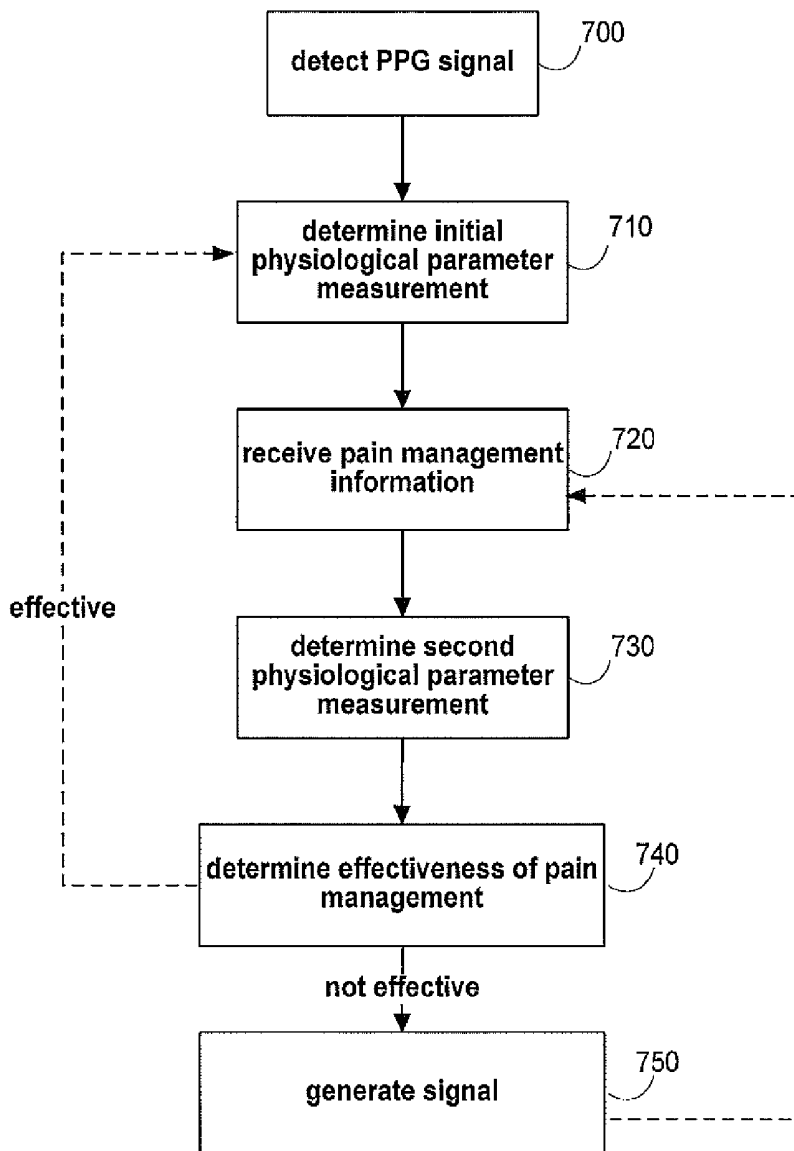 detect PPG signal
700
determine initial
physiological parameter
measurement
710
receive pain management
information
720
effective
determine second
physiological parameter
measurement
730
determine effectiveness of pain
management
740
not effective
generate signal
750